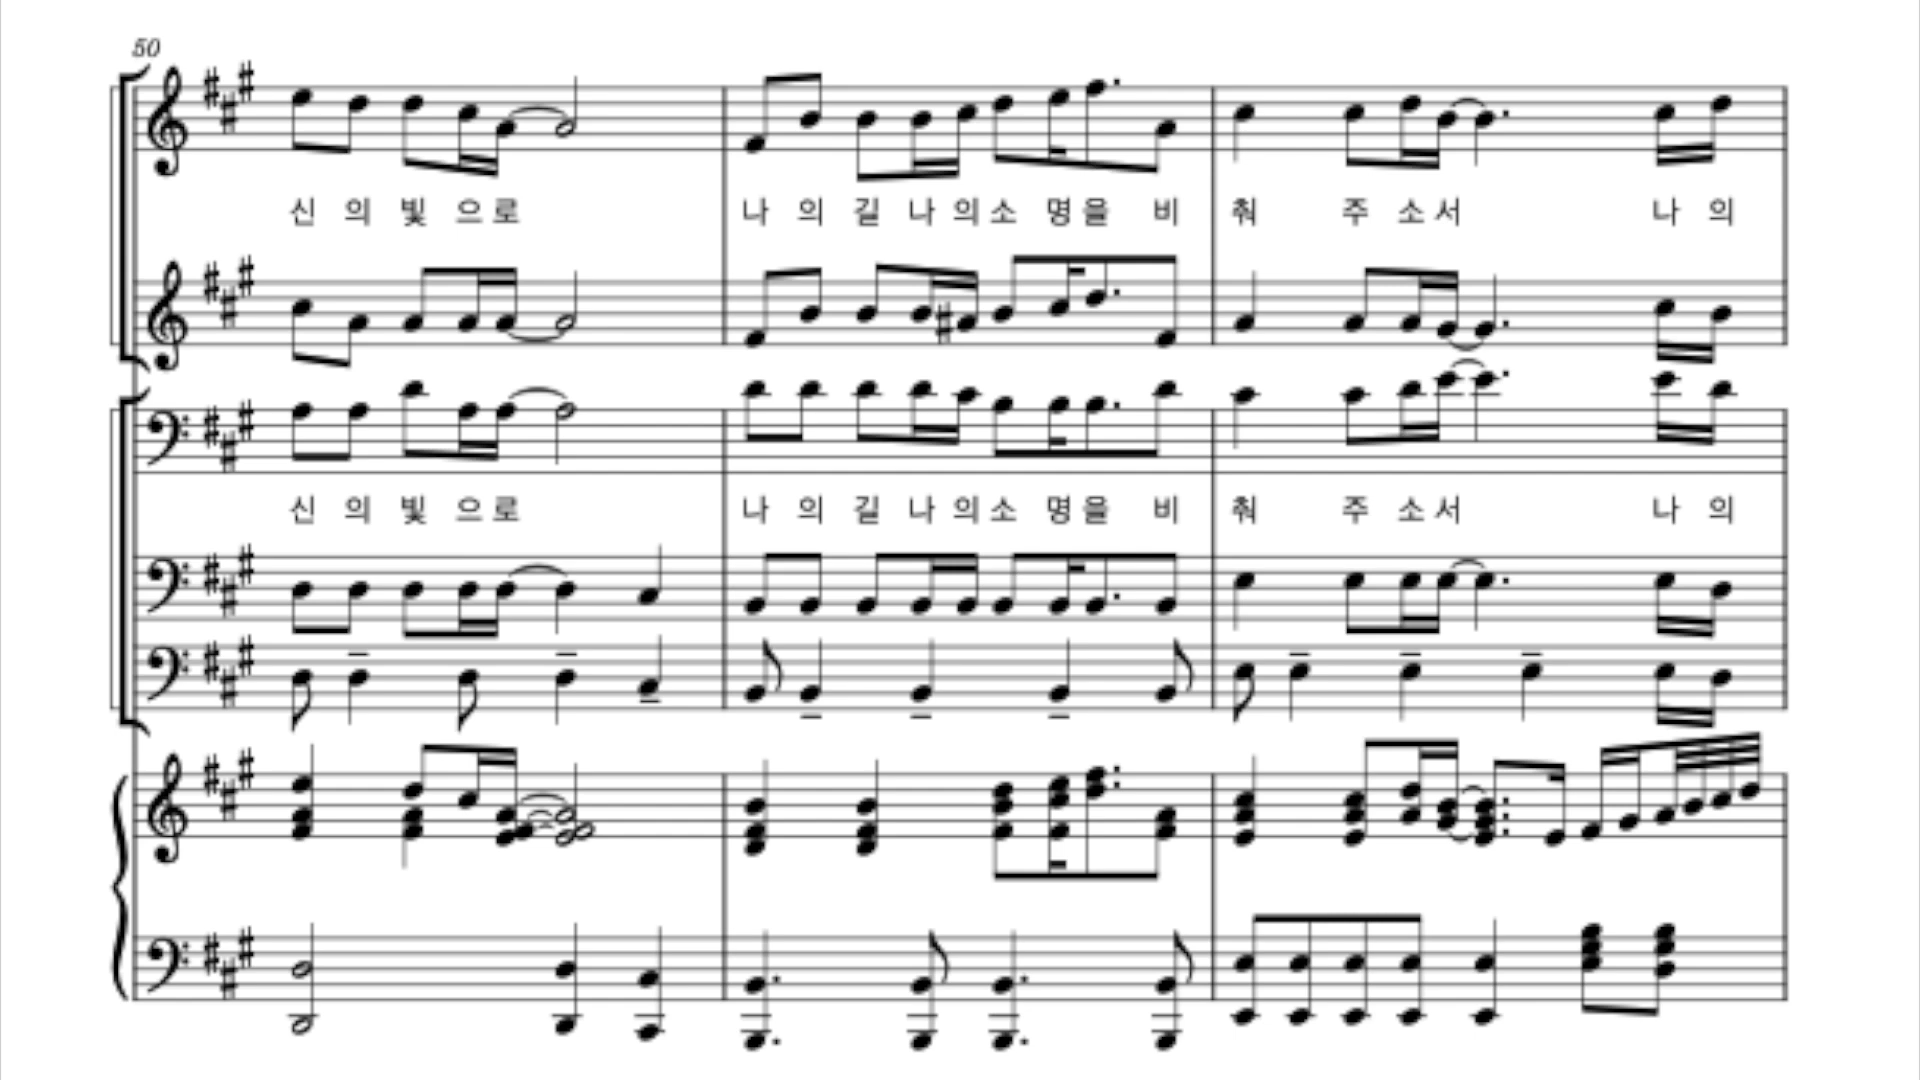 50
신 의 빛 으 로 나 의 길 나 의 소 명 을 비 춰 주 소 서 나 의
신 의 빛 으 로 나 의 길 나 의 소 명 을 비 춰 주 소 서 나 의